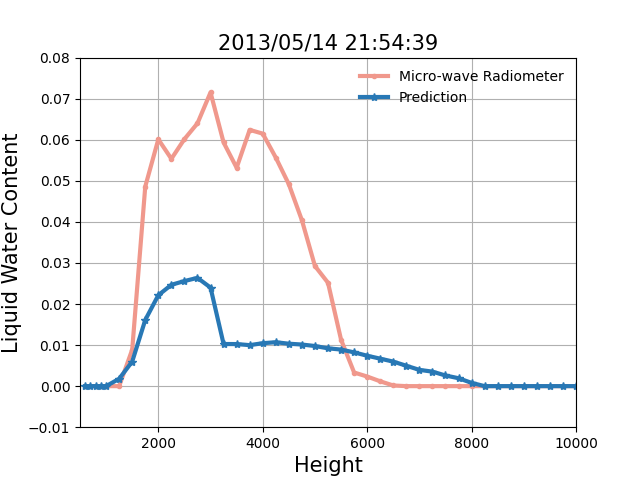 2013/05/14 21:54:39
Micro-wave Radiometer
Prediction
Liquid Water Content
0.08
0.07
0.06
0.05
0.04
0.03
0.02
0.01
0.00
−0.01
2000 4000 6000 8000 10000
Height